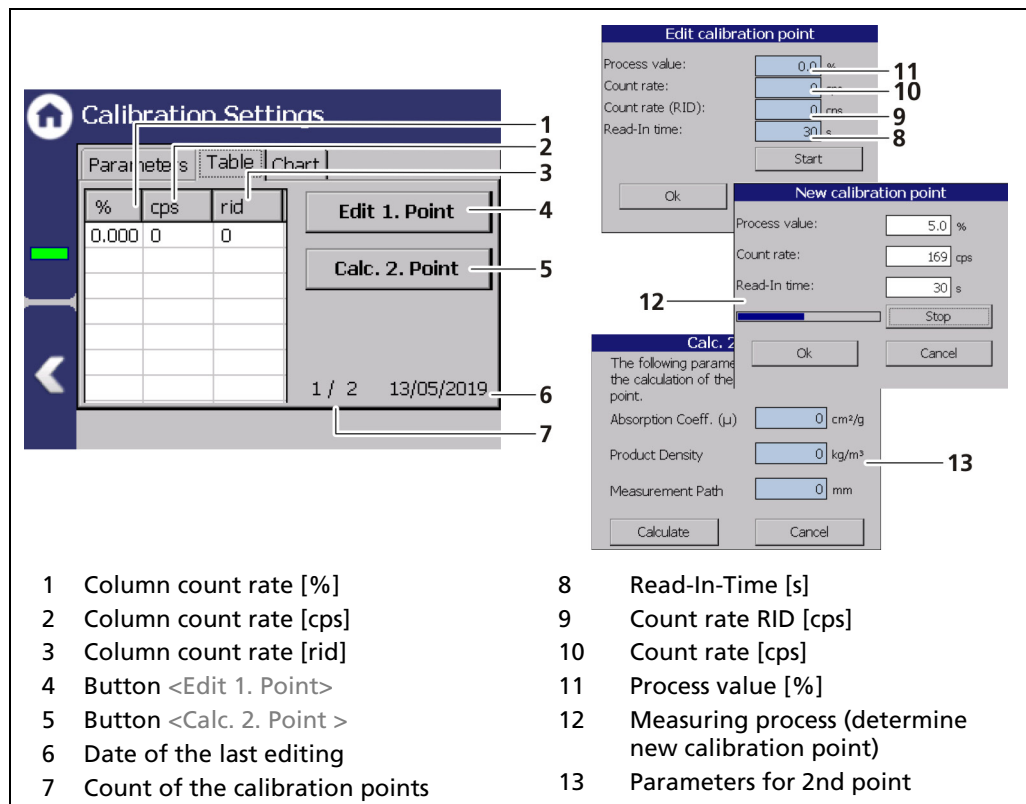 Calibration Settings
Parameters Table Chart
% cps rid
0.000 0 0
Edit 1. Point
Calc. 2. Point
1 / 2 13/05/2019
1
2
3
4
5
6
7
Edit calibration point
Process value: 0.0 %
Count rate: 0 cps
Count rate (RID): 0 cps
Read-In time: 30 s
Start
Ok
11
10
9
8
New calibration point
Process value: 5.0 %
Count rate: 169 cps
Read-In time: 30 s
Stop
Ok Cancel
12
Calc. 2
The following parame
the calculation of the
point.
Absorption Coeff. (µ) 0 cm²/g
Product Density 0 kg/m³
Measurement Path 0 mm
Calculate Cancel
13
1 Column count rate [%]
2 Column count rate [cps]
3 Column count rate [rid]
4 Button <Edit 1. Point>
5 Button <Calc. 2. Point >
6 Date of the last editing
7 Count of the calibration points
8 Read-In-Time [s]
9 Count rate RID [cps]
10 Count rate [cps]
11 Process value [%]
12 Measuring process (determine
new calibration point)
13 Parameters for 2nd point